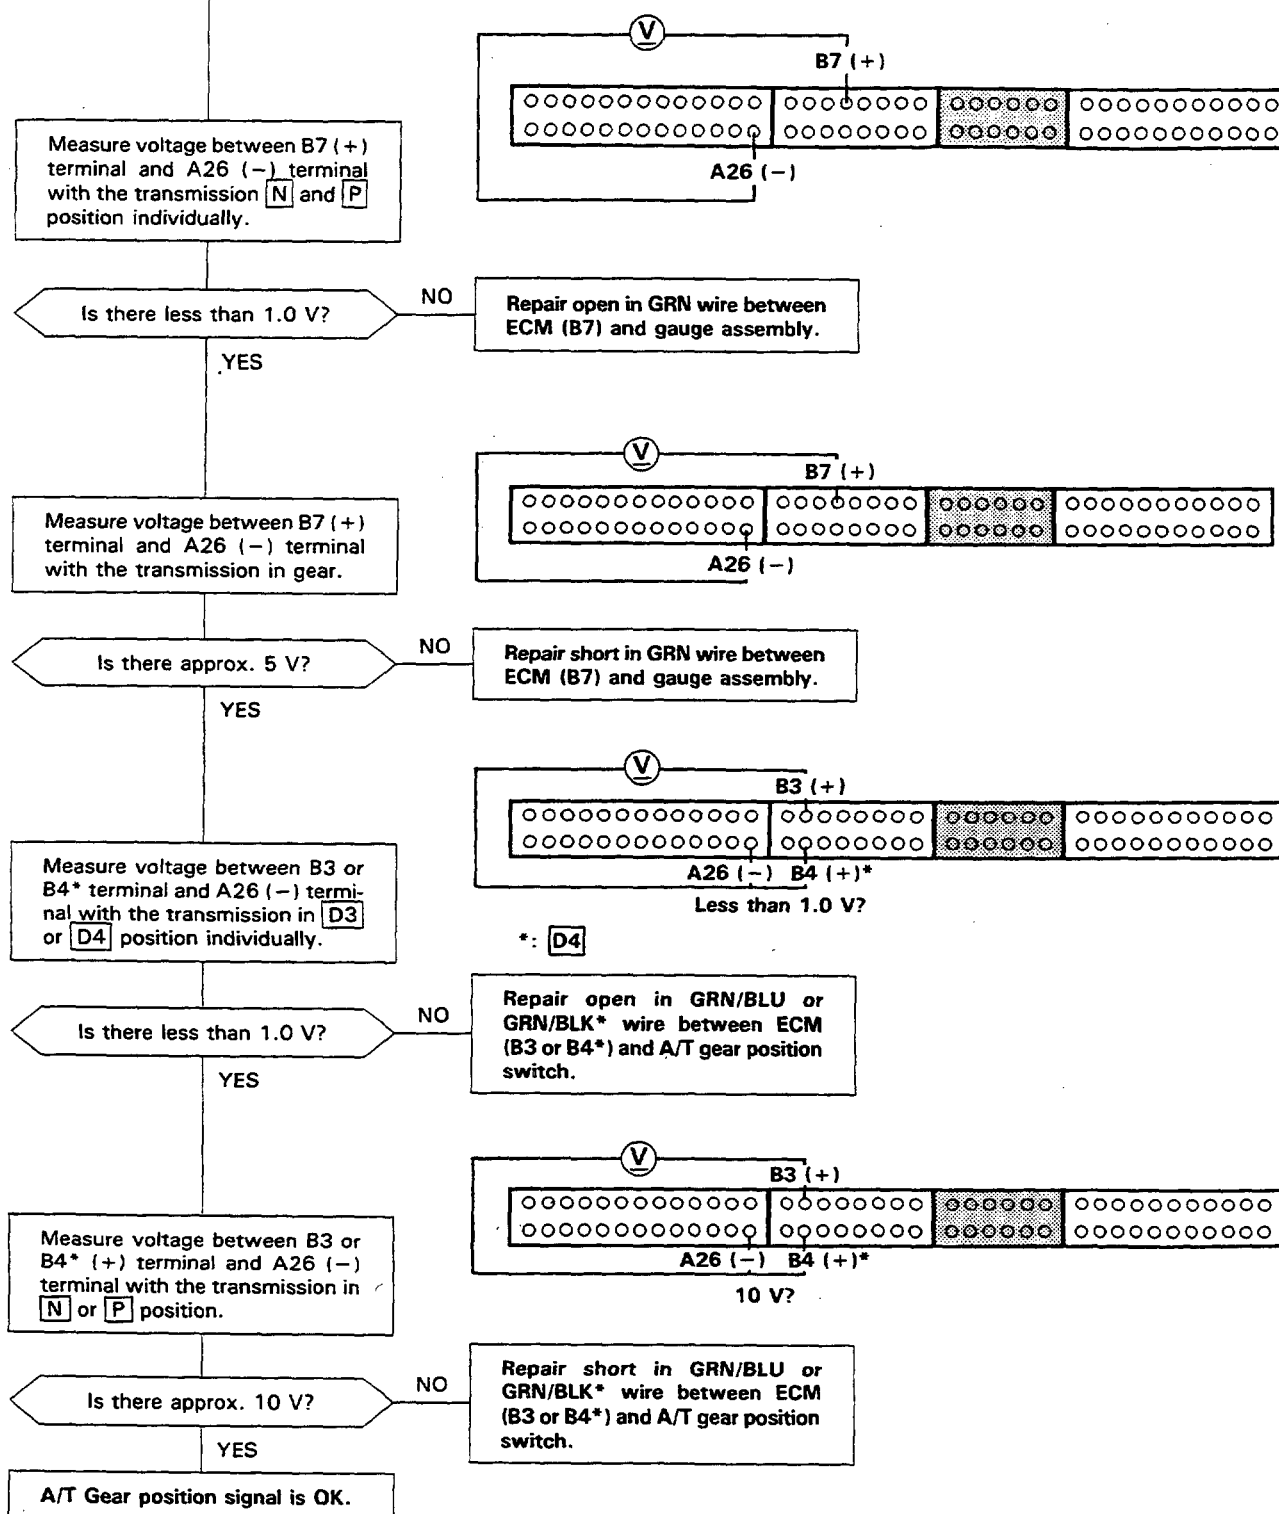 V
B7 (+)
A26 (−)
Measure voltage between B7 (+)
terminal and A26 (−) terminal
with the transmission N and P
position individually.
Is there less than 1.0 V?
NO
Repair open in GRN wire between
ECM (B7) and gauge assembly.
YES
V
B7 (+)
A26 (−)
Measure voltage between B7 (+)
terminal and A26 (−) terminal
with the transmission in gear.
Is there approx. 5 V?
NO
Repair short in GRN wire between
ECM (B7) and gauge assembly.
YES
V
B3 (+)
A26 (−) B4 (+)*
Less than 1.0 V?
*: D4
Measure voltage between B3 or
B4* terminal and A26 (−) termi-
nal with the transmission in D3
or D4 position individually.
Is there less than 1.0 V?
NO
Repair open in GRN/BLU or
GRN/BLK* wire between ECM
(B3 or B4*) and A/T gear position
switch.
YES
V
B3 (+)
A26 (−) B4 (+)*
10 V?
Measure voltage between B3 or
B4* (+) terminal and A26 (−)
terminal with the transmission in
N or P position.
Is there approx. 10 V?
NO
Repair short in GRN/BLU or
GRN/BLK* wire between ECM
(B3 or B4*) and A/T gear position
switch.
YES
A/T Gear position signal is OK.